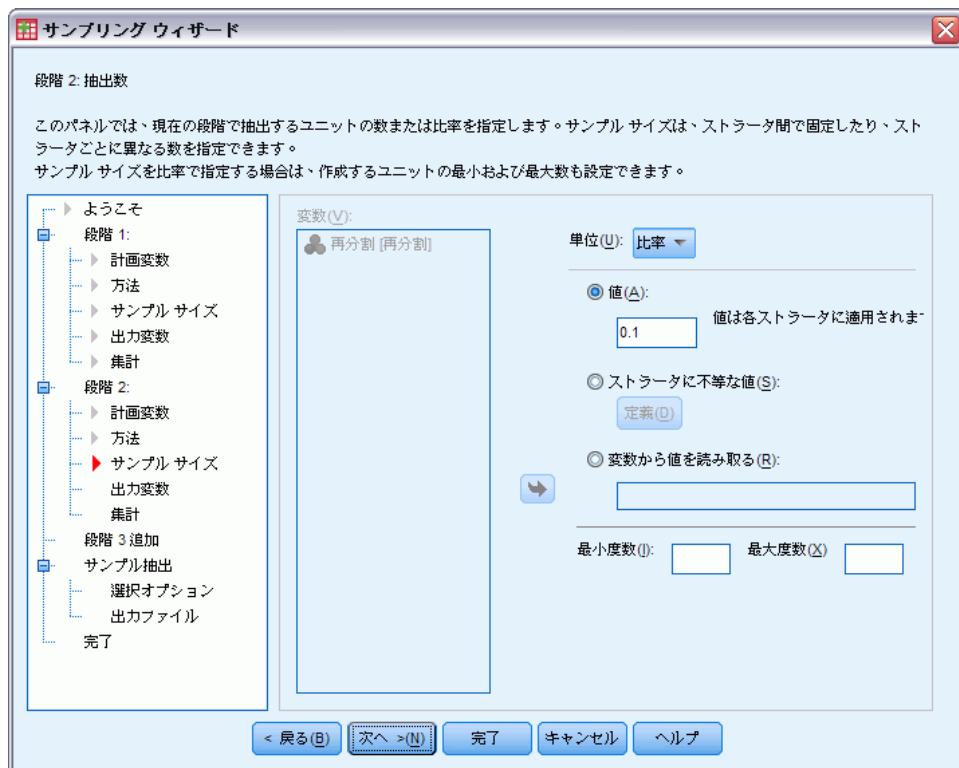 サンプリング ウィザード
段階 2: 抽出数
このパネルでは、現在の段階で抽出するユニットの数または比率を指定します。サンプル サイズは、ストラータ間で固定したり、スト
ラータごとに異なる数を指定できます。
サンプル サイズを比率で指定する場合は、作成するユニットの最小および最大数も設定できます。
ようこそ
段階 1:
計画変数
方法
サンプル サイズ
出力変数
集計
段階 2:
計画変数
方法
サンプル サイズ
出力変数
集計
段階 3 追加
サンプル抽出
選択オプション
出力ファイル
完了
変数(V):
再分割 [再分割]
単位(U): 比率
値(A):
0.1 値は各ストラータに適用されま
ストラータに不等な値(S):
定義(D)
変数から値を読み取る(R):
最小度数(I): 最大度数(X)
< 戻る(B) 次へ >(N) 完了 キャンセル ヘルプ